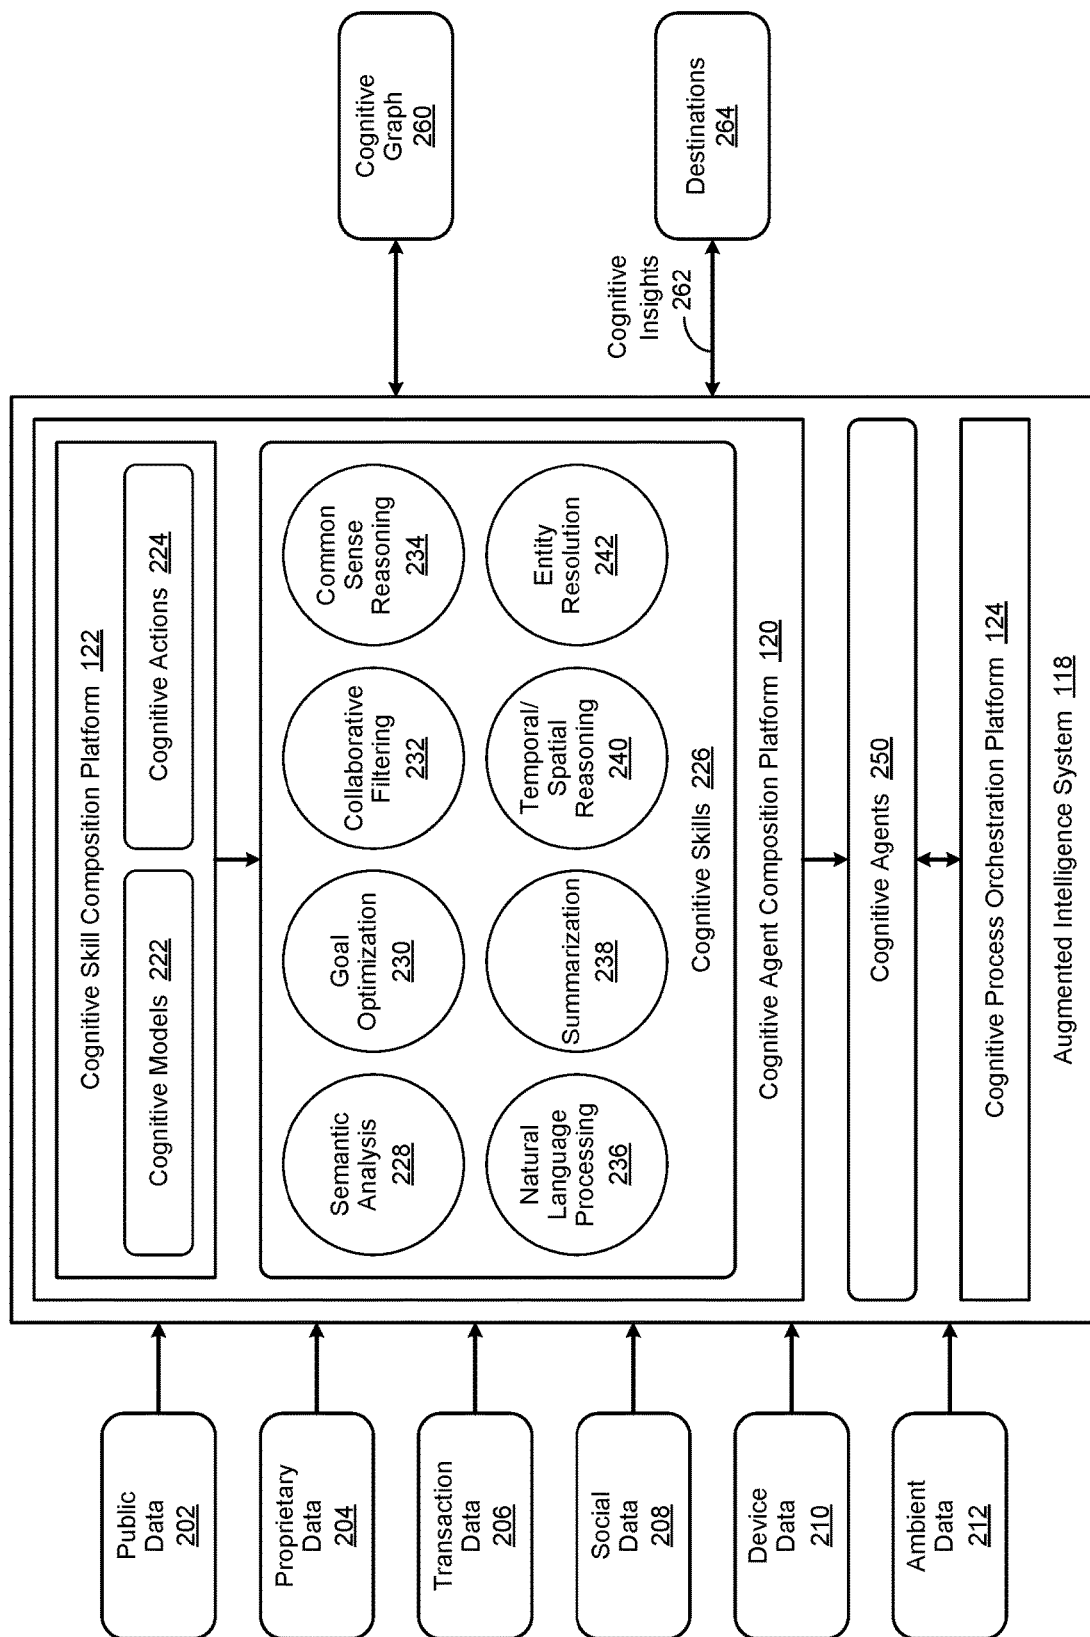 Public
Data
202
Proprietary
Data
204
Transaction
Data
206
Social
Data
208
Device
Data
210
Ambient
Data
212
Cognitive Skill Composition Platform 122
Cognitive Models 222
Cognitive Actions 224
Semantic
Analysis
228
Goal
Optimization
230
Collaborative
Filtering
232
Common
Sense
Reasoning
234
Natural
Language
Processing
236
Summarization
238
Temporal/
Spatial
Reasoning
240
Entity
Resolution
242
Cognitive Skills 226
Cognitive Agent Composition Platform 120
Cognitive Agents 250
Cognitive Process Orchestration Platform 124
Augmented Intelligence System 118
Cognitive
Graph
260
Cognitive
Insights
262
Destinations
264